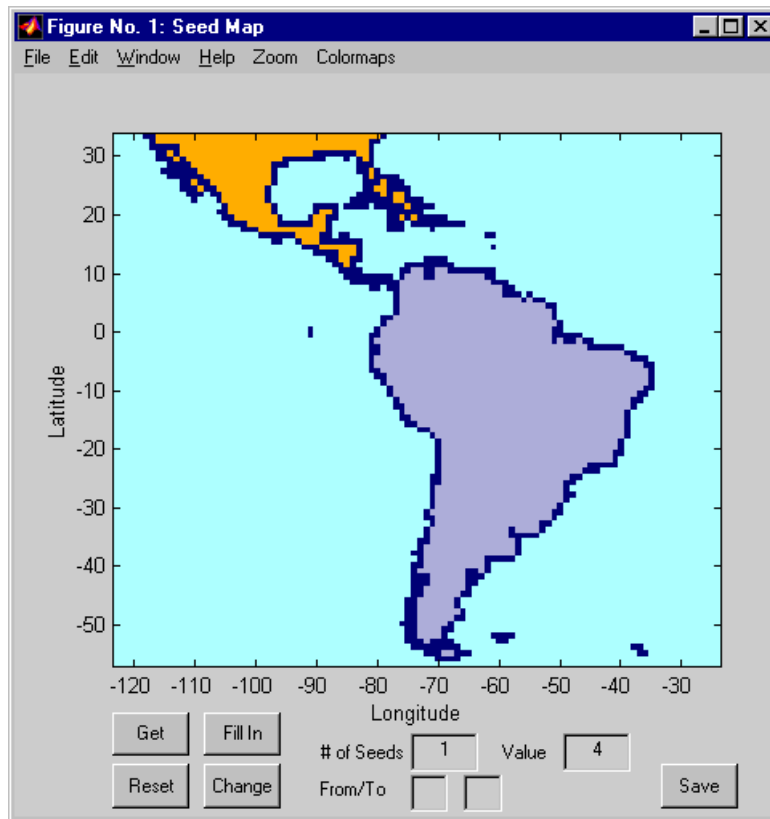 Figure No. 1: Seed Map
File Edit Window Help Zoom Colormaps
30
20
10
0
-10
-20
-30
-40
-50
Latitude
-120 -110 -100 -90 -80 -70 -60 -50 -40 -30
Longitude
Get Fill In
# of Seeds 1 Value 4
Reset Change From/To Save